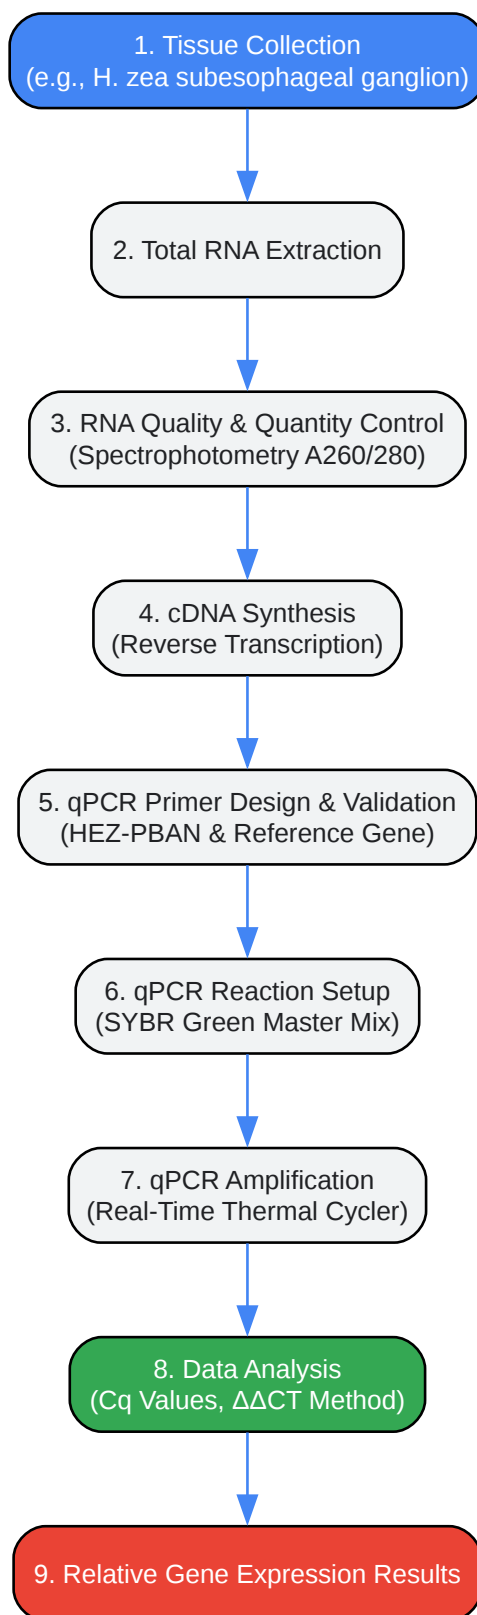 1. Tissue Collection
(e.g., H. zea subesophageal ganglion)
2. Total RNA Extraction
3. RNA Quality & Quantity Control
(Spectrophotometry A260/280)
4. cDNA Synthesis
(Reverse Transcription)
5. qPCR Primer Design & Validation
(HEZ-PBAN & Reference Gene)
6. qPCR Reaction Setup
(SYBR Green Master Mix)
7. qPCR Amplification
(Real-Time Thermal Cycler)
8. Data Analysis
(Cq Values, ΔΔCT Method)
9. Relative Gene Expression Results